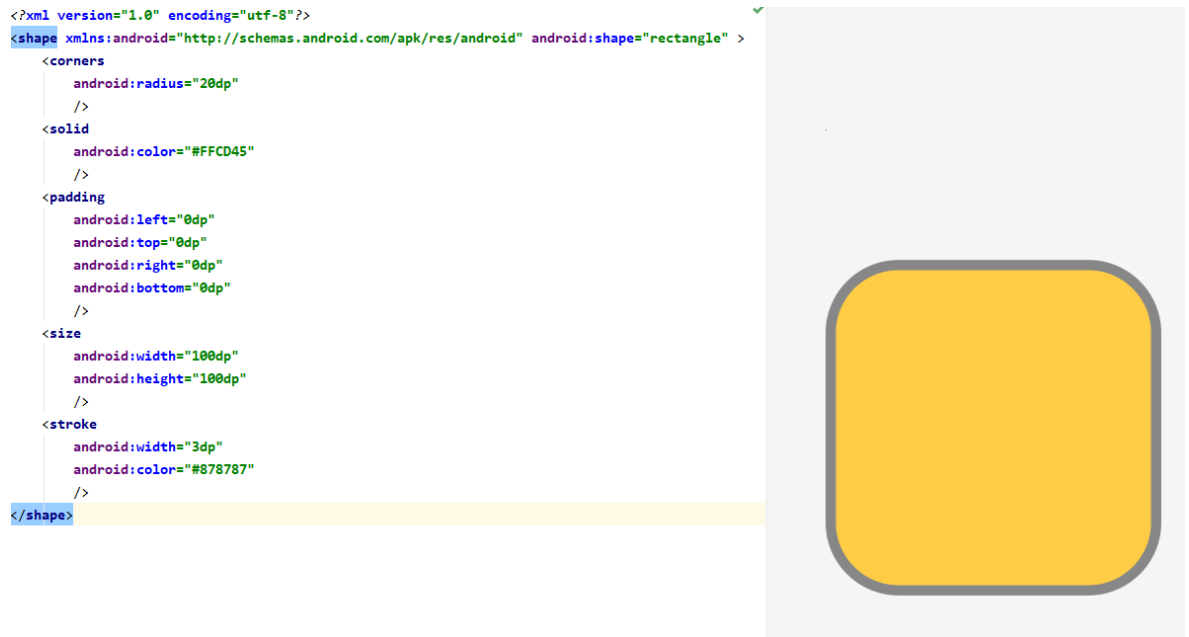 <?xml version="1.0" encoding="utf-8"?>
<shape xmlns:android="http://schemas.android.com/apk/res/android" android:shape="rectangle" >
    <corners
        android:radius="20dp"
        />
    <solid
        android:color="#FFCD45"
        />
    <padding
        android:left="0dp"
        android:top="0dp"
        android:right="0dp"
        android:bottom="0dp"
        />
    <size
        android:width="100dp"
        android:height="100dp"
        />
    <stroke
        android:width="3dp"
        android:color="#878787"
        />
</shape>